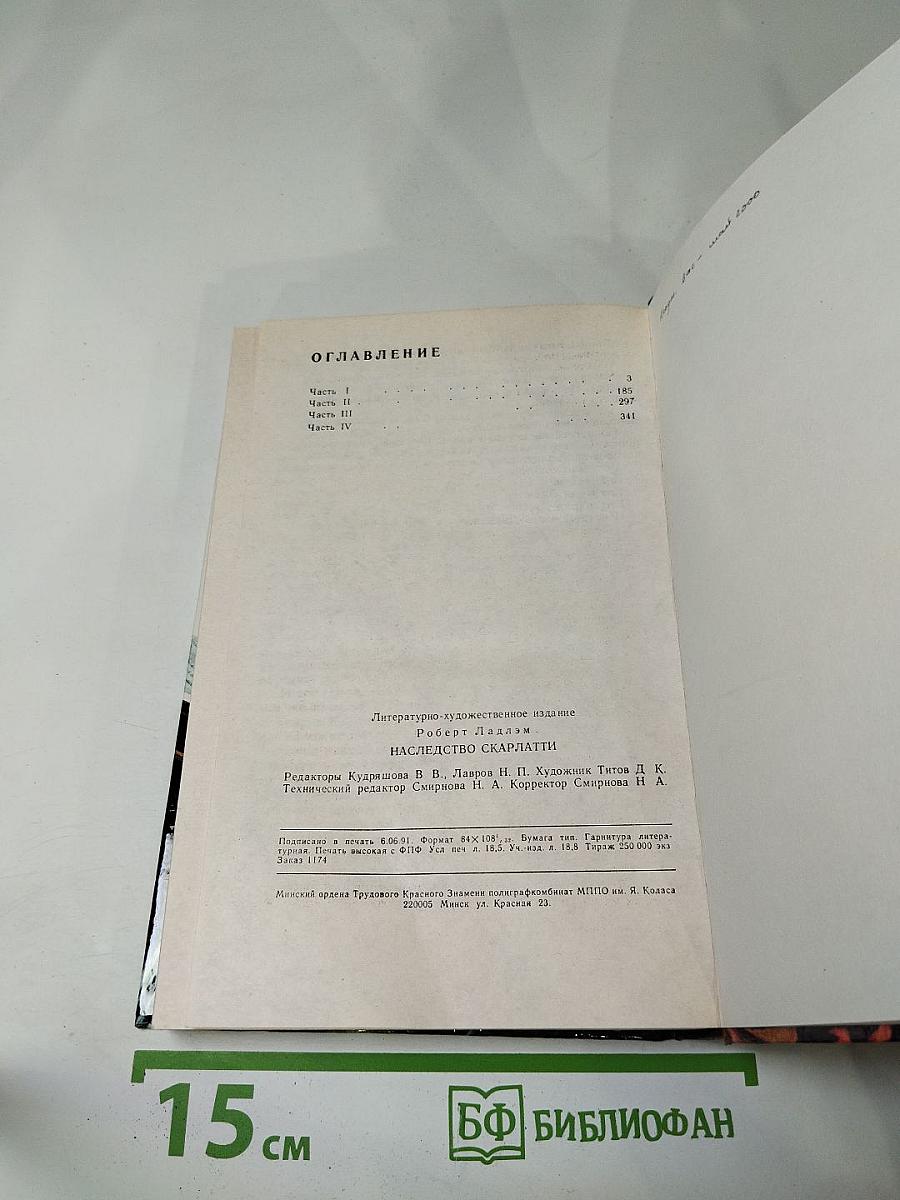 ОГЛАВЛЕНИЕ
Часть I . . . . . . . . . . . . . . . 3
Часть II . . . . . . . . . . . . . . 185
Часть III . . . . . . 297
Часть IV . . . . . . 341
Литературно-художественное издание
Роберт Ладлэм
НАСЛЕДСТВО СКАРЛАТТИ
Редакторы Кудряшова В В., Лавров Н. П. Художник Титов Д К.
Технический редактор Смирнова Н. А. Корректор Смирнова Н А.
Подписано в печать 6.06.91. Формат 84×108¹/₃₂. Бумага тип. Гарнитура литера-
турная. Печать высокая с ФПФ Усл печ л. 18,5. Уч.-изд. л. 18,8 Тираж 250 000 экз
Заказ 1174
Минский ордена Трудового Красного Знамени полиграфкомбинат МППО им. Я. Коласа
220005 Минск ул. Красная 23.
2000
15 см
БФ БИБЛИОФАН